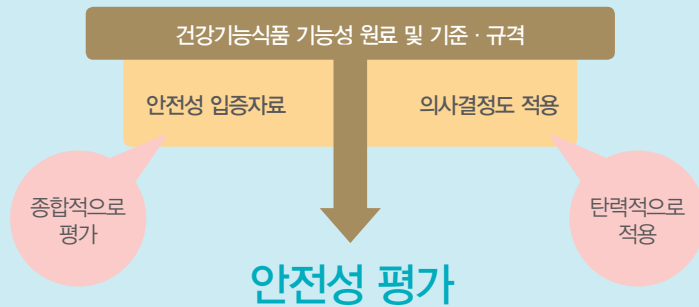 건강기능식품 기능성 원료 및 기준 · 규격
안전성 입증자료
의사결정도 적용
종합적으로
평가
탄력적으로
적용
안전성 평가